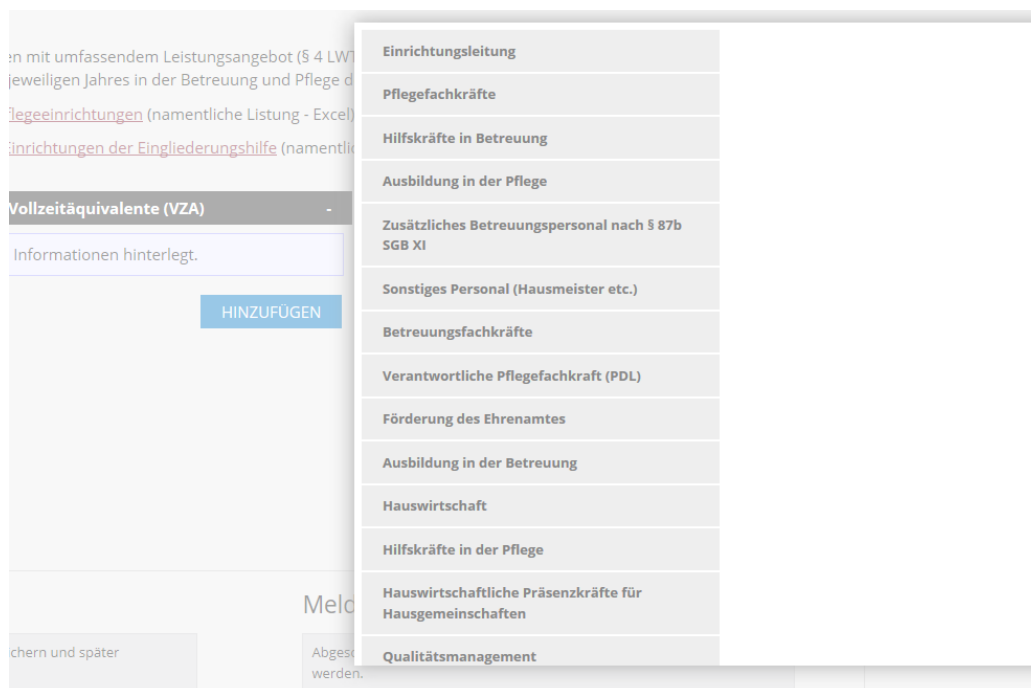 en mit umfassendem Leistungsangebot (§ 4 LWT
jeweiligen Jahres in der Betreuung und Pflege d
flegeeinrichtungen (namentliche Listung - Excel)
Einrichtungen der Eingliederungshilfe (namentlic
Vollzeitäquivalente (VZA) -
Informationen hinterlegt.
HINZUFÜGEN
Meld
chern und später
Abgesc
werden.
Einrichtungsleitung
Pflegefachkräfte
Hilfskräfte in Betreuung
Ausbildung in der Pflege
Zusätzliches Betreuungspersonal nach § 87b
SGB XI
Sonstiges Personal (Hausmeister etc.)
Betreuungsfachkräfte
Verantwortliche Pflegefachkraft (PDL)
Förderung des Ehrenamtes
Ausbildung in der Betreuung
Hauswirtschaft
Hilfskräfte in der Pflege
Hauswirtschaftliche Präsenzkräfte für
Hausgemeinschaften
Qualitätsmanagement